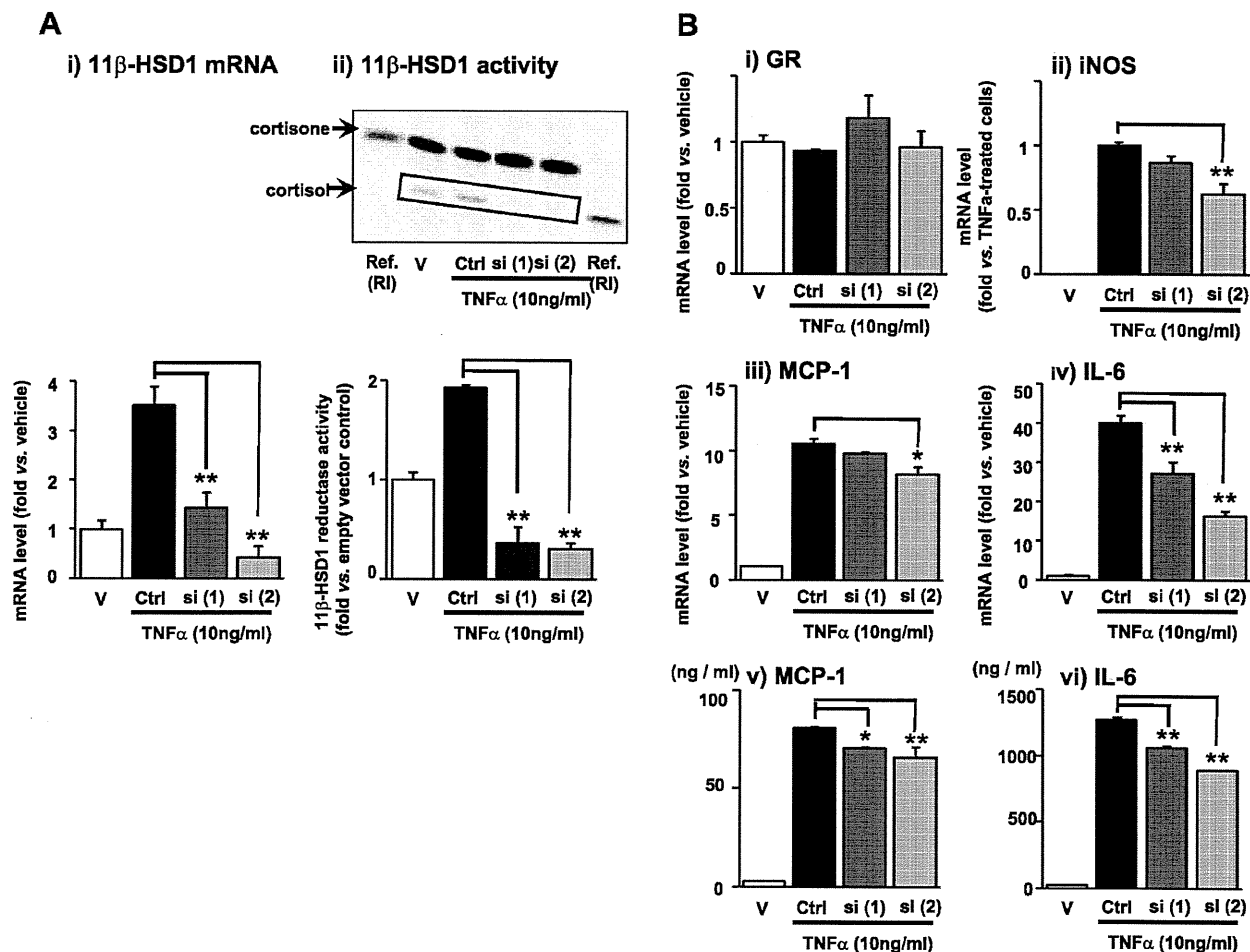 A
i) 11β-HSD1 mRNA
ii) 11β-HSD1 activity
cortisone
cortisol
Ref. (RI)
V
Ctrl si (1) si (2)
Ref. (RI)
TNFα (10ng/ml)
mRNA level (fold vs. vehicle)
4
3
2
1
0
**
**
V
Ctrl
si (1)
si (2)
TNFα (10ng/ml)
11β-HSD1 reductase activity
(fold vs. empty vector control)
2
1
0
**
**
V
Ctrl
si (1)
si (2)
TNFα (10ng/ml)
B
i) GR
mRNA level (fold vs. vehicle)
1.5
1
0.5
0
V
Ctrl
si (1)
si (2)
TNFα (10ng/ml)
ii) iNOS
mRNA level
(fold vs. TNFa-treated cells)
1.5
1
0.5
0
**
V
Ctrl
si (1)
si (2)
TNFα (10ng/ml)
iii) MCP-1
mRNA level (fold vs. vehicle)
15
10
5
0
*
V
Ctrl
si (1)
si (2)
TNFα (10ng/ml)
iv) IL-6
mRNA level (fold vs. vehicle)
50
40
30
20
10
0
**
**
V
Ctrl
si (1)
si (2)
TNFα (10ng/ml)
v) MCP-1
(ng / ml)
100
50
0
*
**
V
Ctrl
si (1)
si (2)
TNFα (10ng/ml)
vi) IL-6
(ng / ml)
1500
1000
500
0
**
**
V
Ctrl
si (1)
si (2)
TNFα (10ng/ml)